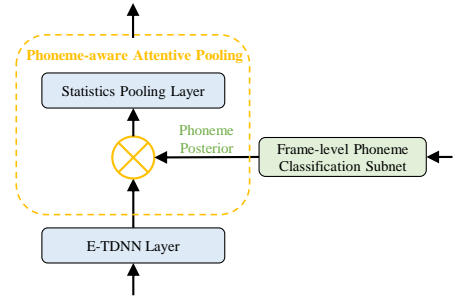 Phoneme-aware Attentive Pooling
Statistics Pooling Layer
Phoneme
Posterior
Frame-level Phoneme
Classification Subnet
E-TDNN Layer